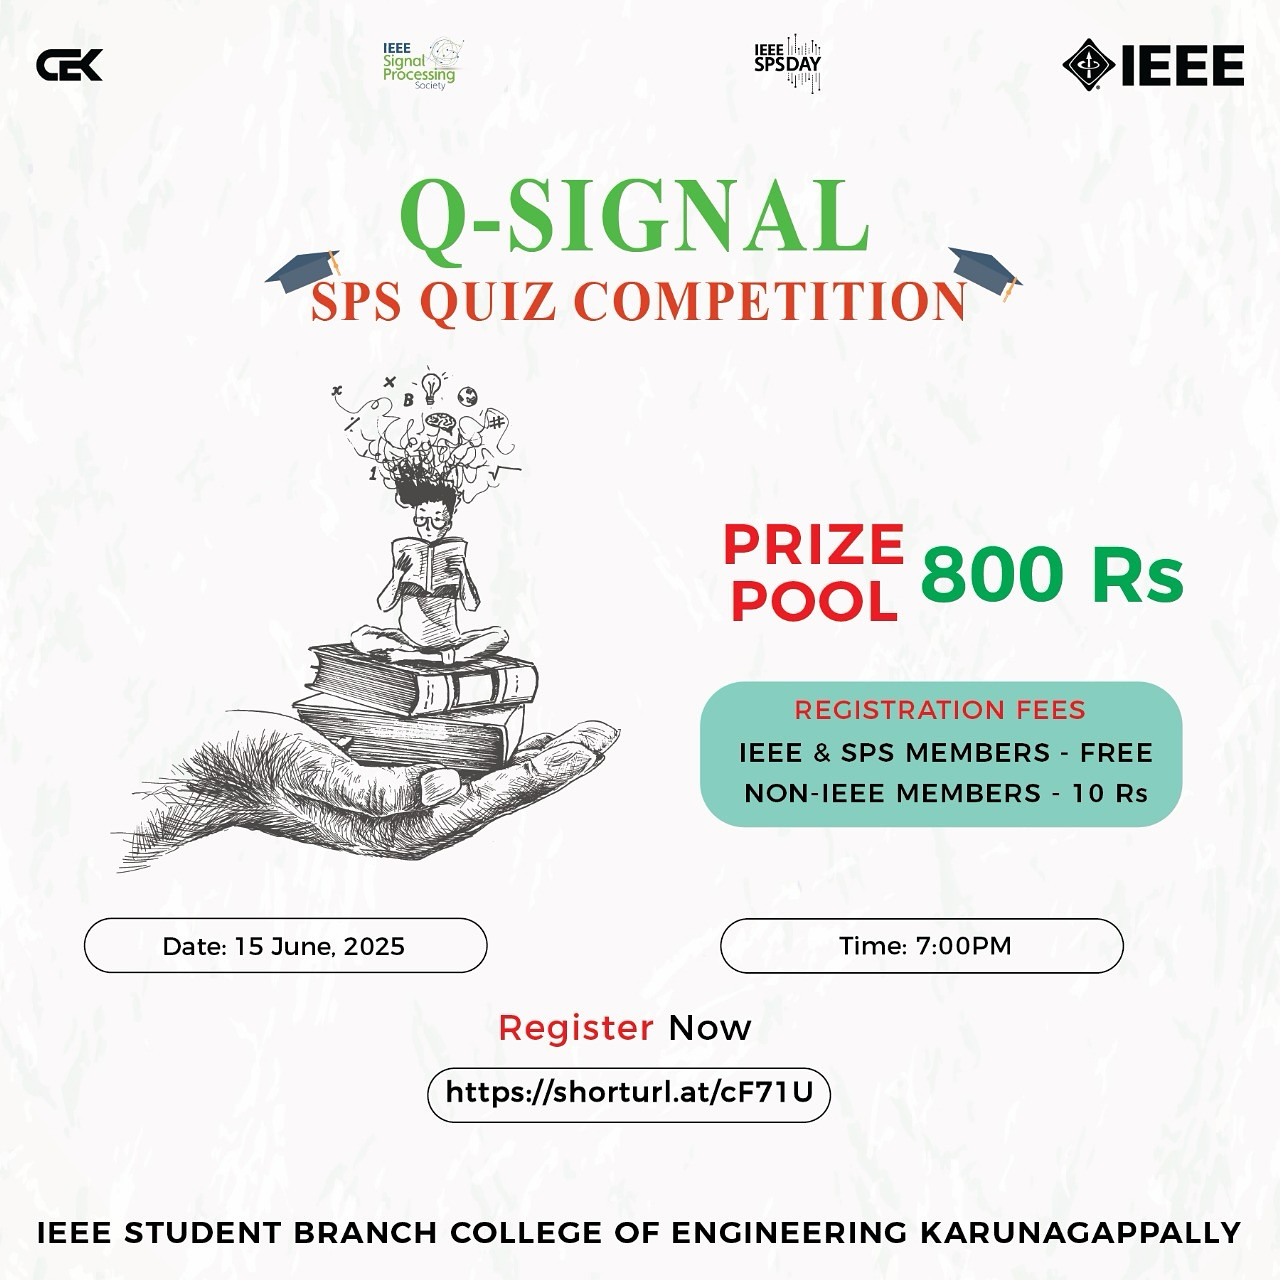 CEK
IEEE
Signal
Processing
Society
IEEE
SPSDAY
IEEE
Q-SIGNAL
SPS QUIZ COMPETITION
x
x
B
%
#
1
√
PRIZE
POOL
800 Rs
REGISTRATION FEES
IEEE & SPS MEMBERS - FREE
NON-IEEE MEMBERS - 10 Rs
Date: 15 June, 2025
Time: 7:00PM
Register Now
https://shorturl.at/cF71U
IEEE STUDENT BRANCH COLLEGE OF ENGINEERING KARUNAGAPPALLY